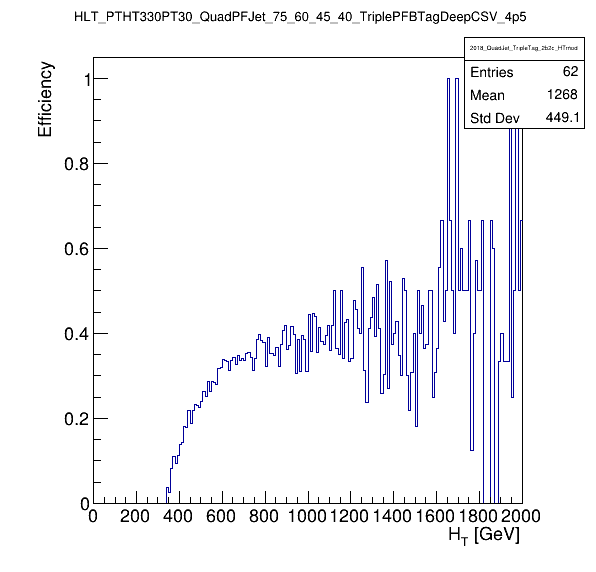 HLT_PTHT330PT30_QuadPFJet_75_60_45_40_TriplePFBTagDeepCSV_4p5
2018_QuadJet_TripleTag_2b2c_HTmod
Entries 62
Mean 1268
Std Dev 449.1
Efficiency
1
0.8
0.6
0.4
0.2
0
0 200 400 600 800 1000 1200 1400 1600 1800 2000
H_T [GeV]